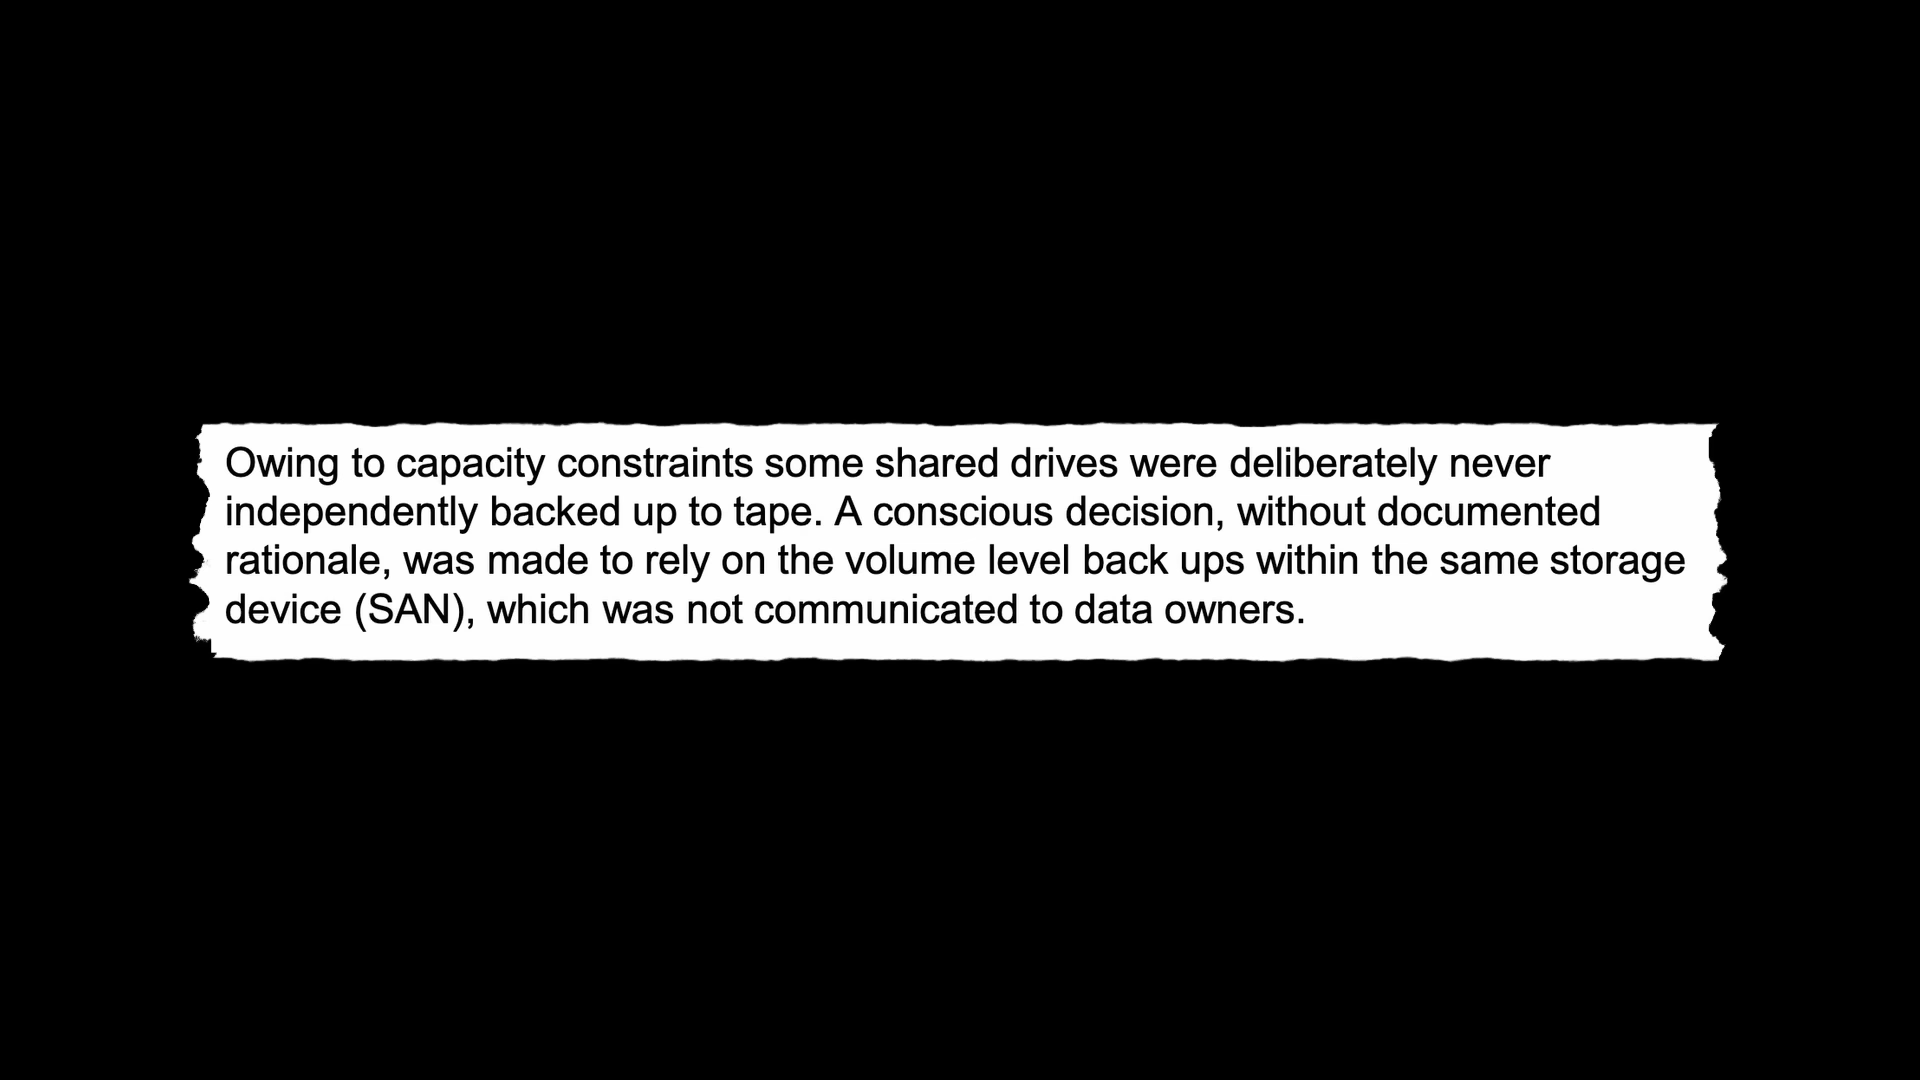 Owing to capacity constraints some shared drives were deliberately never
independently backed up to tape. A conscious decision, without documented
rationale, was made to rely on the volume level back ups within the same storage
device (SAN), which was not communicated to data owners.